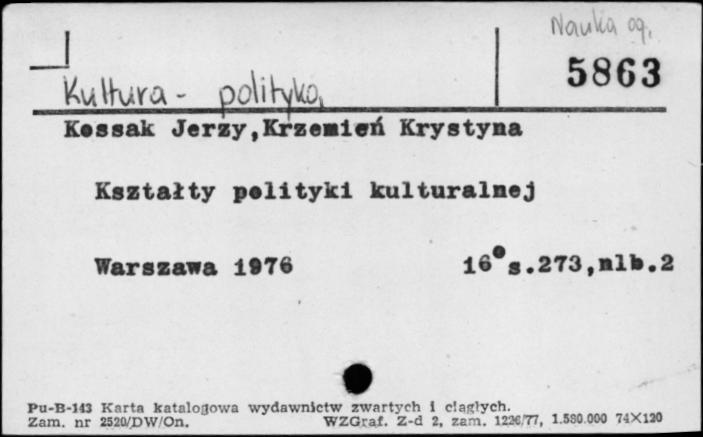 Nauka og.
5863
Kultura - polityka
Kossak Jerzy,Krzemień Krystyna
Kształty polityki kulturalnej
Warszawa 1976 16° s.273,nlb.2
Pu-B-143 Karta katalogowa wydawnictw zwartych i ciągłych.
Zam. nr 2520/DW/On. WZGraf. Z-d 2, zam. 1226/77, 1.580.000 74X120